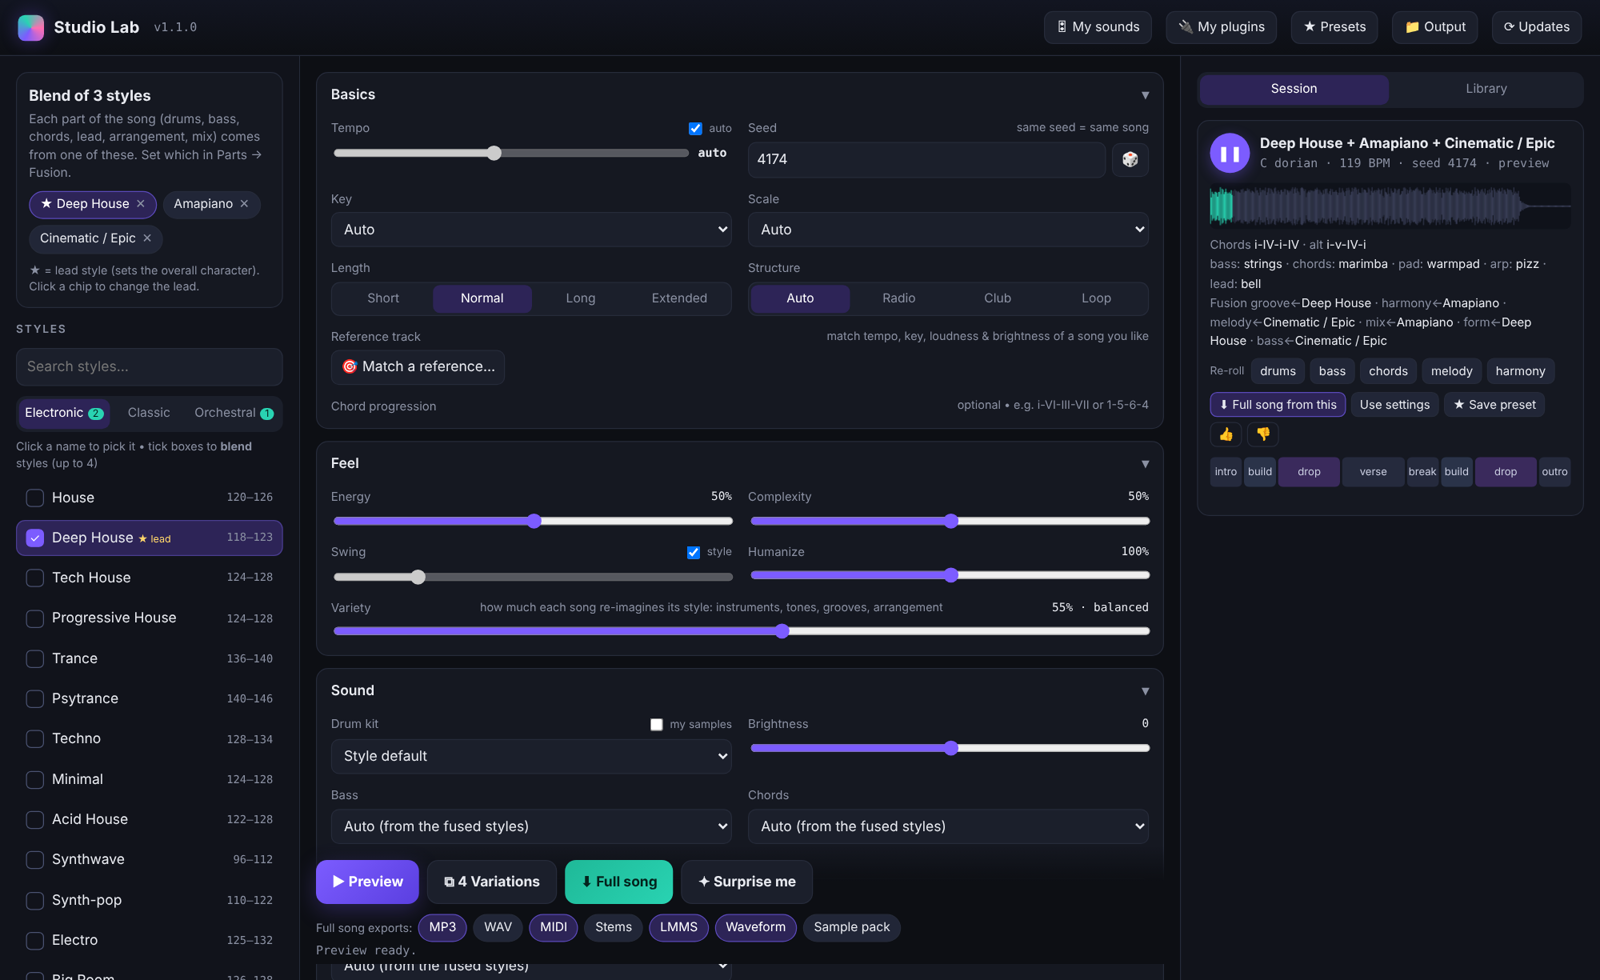 Studio Lab v1.1.0
🎛 My sounds
🔌 My plugins
★ Presets
📁 Output
⟳ Updates
Blend of 3 styles
Each part of the song (drums, bass,
chords, lead, arrangement, mix) comes
from one of these. Set which in Parts →
Fusion.
★ Deep House ✕
Amapiano ✕
Cinematic / Epic ✕
★ = lead style (sets the overall character).
Click a chip to change the lead.
STYLES
Search styles...
Electronic 2
Classic
Orchestral 1
Click a name to pick it • tick boxes to blend
styles (up to 4)
House 120–126
Deep House ★ lead 118–123
Tech House 124–128
Progressive House 124–128
Trance 136–140
Psytrance 140–146
Techno 128–134
Minimal 124–128
Acid House 122–128
Synthwave 96–112
Synth-pop 110–122
Electro 125–132
Big Room 126–128
Basics ▾
Tempo auto
auto
Seed same seed = same song
4174
Key
Auto
Scale
Auto
Length
Short Normal Long Extended
Structure
Auto Radio Club Loop
Reference track match tempo, key, loudness & brightness of a song you like
🎯 Match a reference...
Chord progression optional • e.g. i-VI-III-VII or 1-5-6-4
Feel ▾
Energy 50%
Complexity 50%
Swing style
Humanize 100%
Variety how much each song re-imagines its style: instruments, tones, grooves, arrangement 55% · balanced
Sound ▾
Drum kit my samples
Style default
Brightness 0
Bass
Auto (from the fused styles)
Chords
Auto (from the fused styles)
▶ Preview
⧉ 4 Variations
⬇ Full song
✦ Surprise me
Full song exports: MP3 WAV MIDI Stems LMMS Waveform Sample pack
Preview ready.
Auto (from the fused styles)
Session
Library
Deep House + Amapiano + Cinematic / Epic
C dorian · 119 BPM · seed 4174 · preview
Chords i-IV-i-IV · alt i-v-IV-i
bass: strings · chords: marimba · pad: warmpad · arp: pizz ·
lead: bell
Fusion groove←Deep House · harmony←Amapiano ·
melody←Cinematic / Epic · mix←Amapiano · form←Deep
House · bass←Cinematic / Epic
Re-roll drums bass chords melody harmony
⬇ Full song from this
Use settings
★ Save preset
👍 👎
intro build drop verse break build drop outro